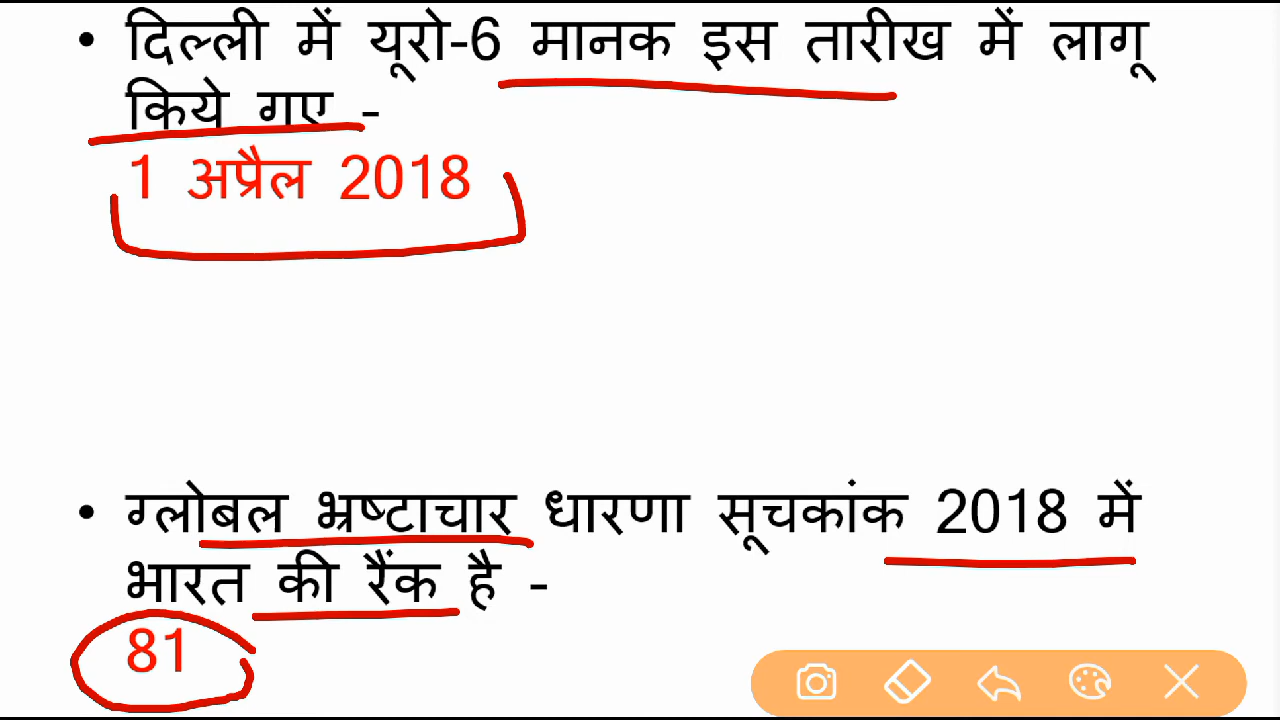 • दिल्ली में यूरो-6 मानक इस तारीख में लागू
किये गए -
1 अप्रैल 2018
• ग्लोबल भ्रष्टाचार धारणा सूचकांक 2018 में
भारत की रैंक है -
81